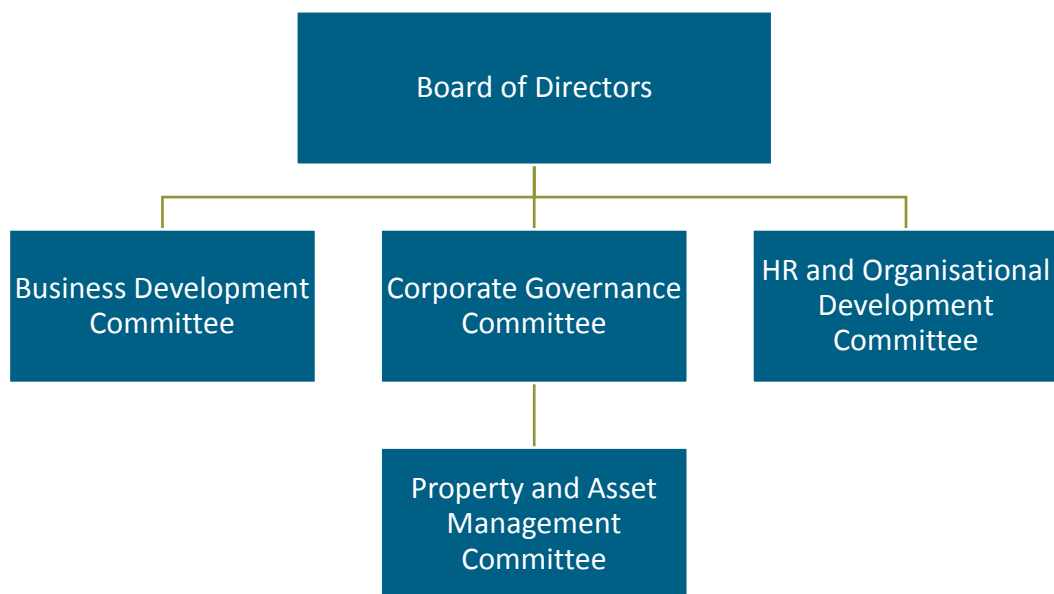 Board of Directors
Business Development
Committee
Corporate Governance
Committee
HR and Organisational
Development
Committee
Property and Asset
Management
Committee